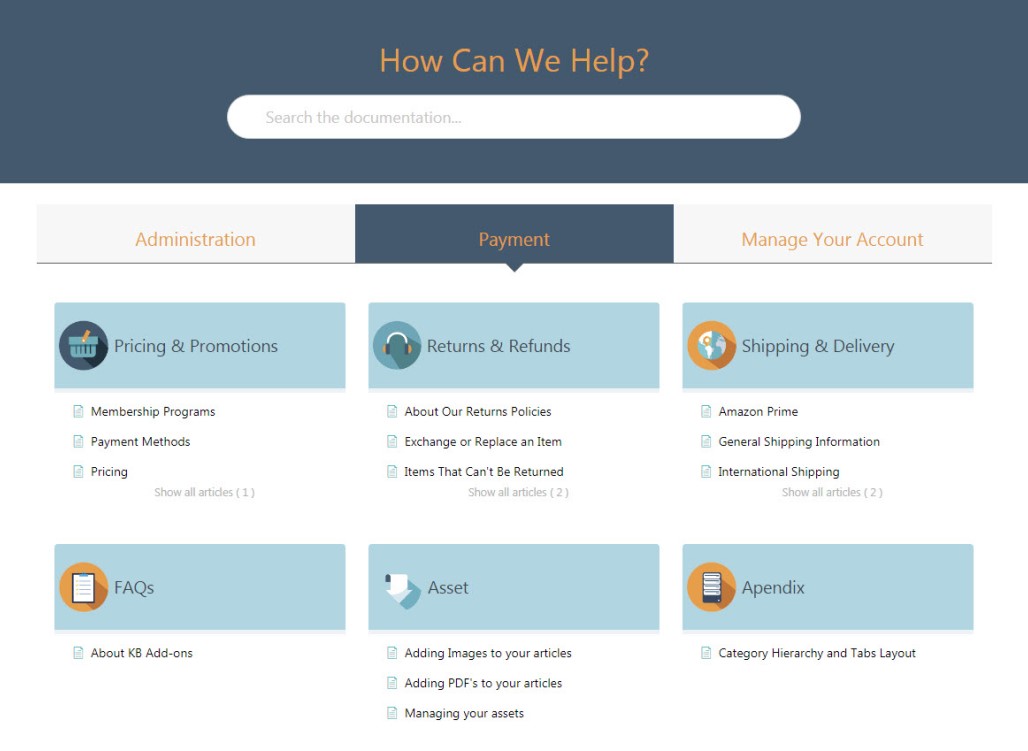 How Can We Help?
Search the documentation...
Administration
Payment
Manage Your Account
Pricing & Promotions
Membership Programs
Payment Methods
Pricing
Show all articles ( 1 )
Returns & Refunds
About Our Returns Policies
Exchange or Replace an Item
Items That Can't Be Returned
Show all articles ( 2 )
Shipping & Delivery
Amazon Prime
General Shipping Information
International Shipping
Show all articles ( 2 )
FAQs
About KB Add-ons
Asset
Adding Images to your articles
Adding PDF's to your articles
Managing your assets
Apendix
Category Hierarchy and Tabs Layout